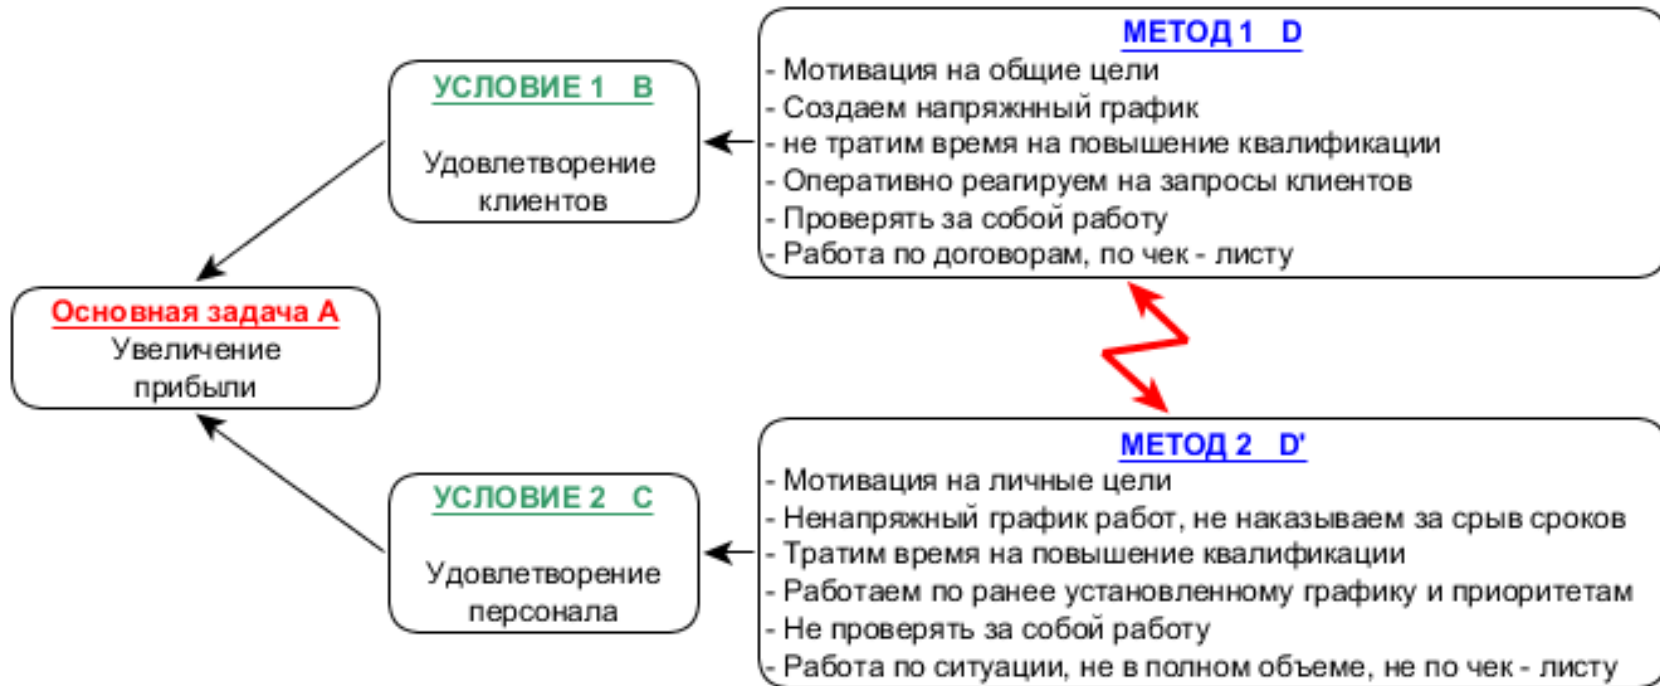 МЕТОД 1 D
- Мотивация на общие цели
- Создаем напряжнный график
- не тратим время на повышение квалификации
- Оперативно реагируем на запросы клиентов
- Проверять за собой работу
- Работа по договорам, по чек - листу
УСЛОВИЕ 1 B
Удовлетворение
клиентов
Основная задача А
Увеличение
прибыли
УСЛОВИЕ 2 C
Удовлетворение
персонала
МЕТОД 2 D'
- Мотивация на личные цели
- Ненапряжный график работ, не наказываем за срыв сроков
- Тратим время на повышение квалификации
- Работаем по ранее установленному графику и приоритетам
- Не проверять за собой работу
- Работа по ситуации, не в полном объеме, не по чек - листу